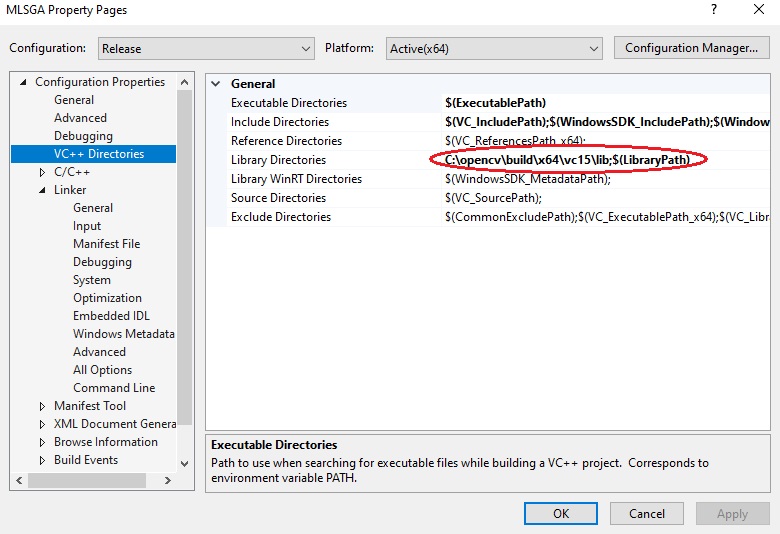 MLSGA Property Pages
Configuration: Release Platform: Active(x64) Configuration Manager...
Configuration Properties
General
Advanced
Debugging
VC++ Directories
C/C++
Linker
General
Input
Manifest File
Debugging
System
Optimization
Embedded IDL
Windows Metadata
Advanced
All Options
Command Line
Manifest Tool
XML Document Genera
Browse Information
Build Events
General
Executable Directories $(ExecutablePath)
Include Directories $(VC_IncludePath);$(WindowsSDK_IncludePath);$(Window
Reference Directories $(VC_ReferencesPath_x64);
Library Directories C:\opencv\build\x64\vc15\lib;$(LibraryPath)
Library WinRT Directories $(WindowsSDK_MetadataPath);
Source Directories $(VC_SourcePath);
Exclude Directories $(CommonExcludePath);$(VC_ExecutablePath_x64);$(VC_Libr
Executable Directories
Path to use when searching for executable files while building a VC++ project. Corresponds to
environment variable PATH.
OK Cancel Apply